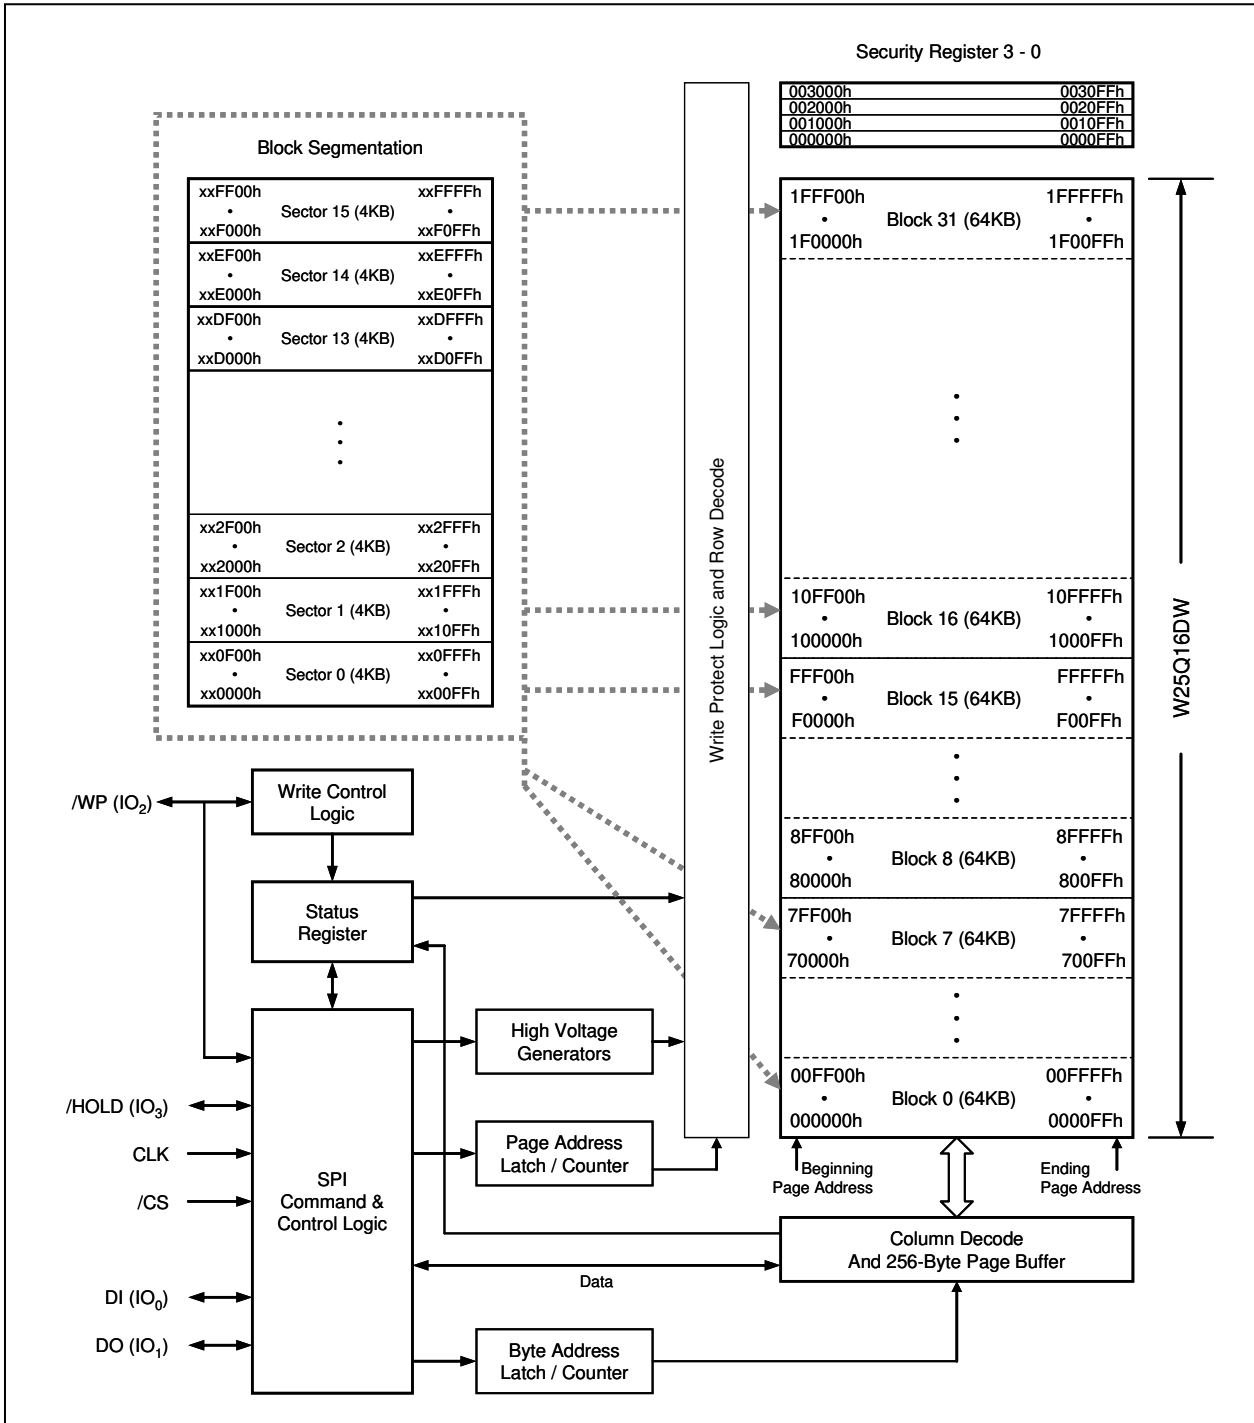 Security Register 3 - 0
003000h 0030FFh
002000h 0020FFh
001000h 0010FFh
000000h 0000FFh
Block Segmentation
xxFF00h xxFFFFh
• Sector 15 (4KB) •
xxF000h xxF0FFh
xxEF00h xxEFFFh
• Sector 14 (4KB) •
xxE000h xxE0FFh
xxDF00h xxDFFFh
• Sector 13 (4KB) •
xxD000h xxD0FFh
•
•
•
xx2F00h xx2FFFh
• Sector 2 (4KB) •
xx2000h xx20FFh
xx1F00h xx1FFFh
• Sector 1 (4KB) •
xx1000h xx10FFh
xx0F00h xx0FFFh
• Sector 0 (4KB) •
xx0000h xx00FFh
Write Protect Logic and Row Decode
1FFF00h 1FFFFFh
• Block 31 (64KB) •
1F0000h 1F00FFh
•
•
•
10FF00h 10FFFFh
• Block 16 (64KB) •
100000h 1000FFh
FFF00h FFFFFh
• Block 15 (64KB) •
F0000h F00FFh
•
•
•
8FF00h 8FFFFh
• Block 8 (64KB) •
80000h 800FFh
7FF00h 7FFFFh
• Block 7 (64KB) •
70000h 700FFh
•
•
•
00FF00h 00FFFFh
• Block 0 (64KB) •
000000h 0000FFh
W25Q16DW
Beginning
Page Address
Ending
Page Address
/WP (IO2)
Write Control
Logic
Status
Register
High Voltage
Generators
/HOLD (IO3)
CLK
/CS
DI (IO0)
DO (IO1)
SPI
Command &
Control Logic
Page Address
Latch / Counter
Column Decode
And 256-Byte Page Buffer
Data
Byte Address
Latch / Counter